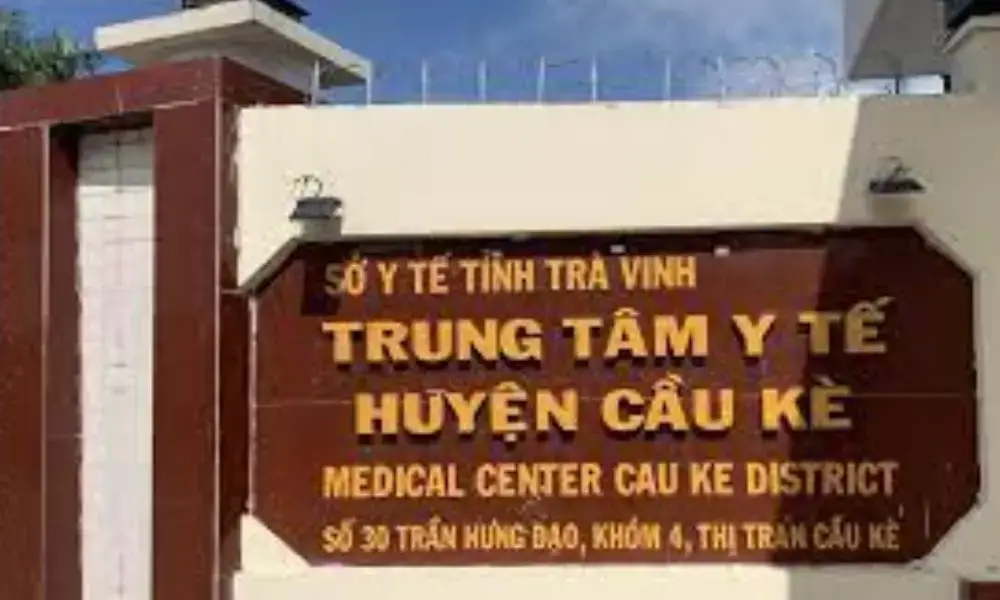 SỞ Y TẾ TỈNH TRÀ VINH
TRUNG TÂM Y TẾ
HUYỆN CẦU KÈ
MEDICAL CENTER CAU KE DISTRICT
SỐ 30 TRẦN HƯNG ĐẠO, KHÓM 4, THỊ TRẤN CẦU KÈ